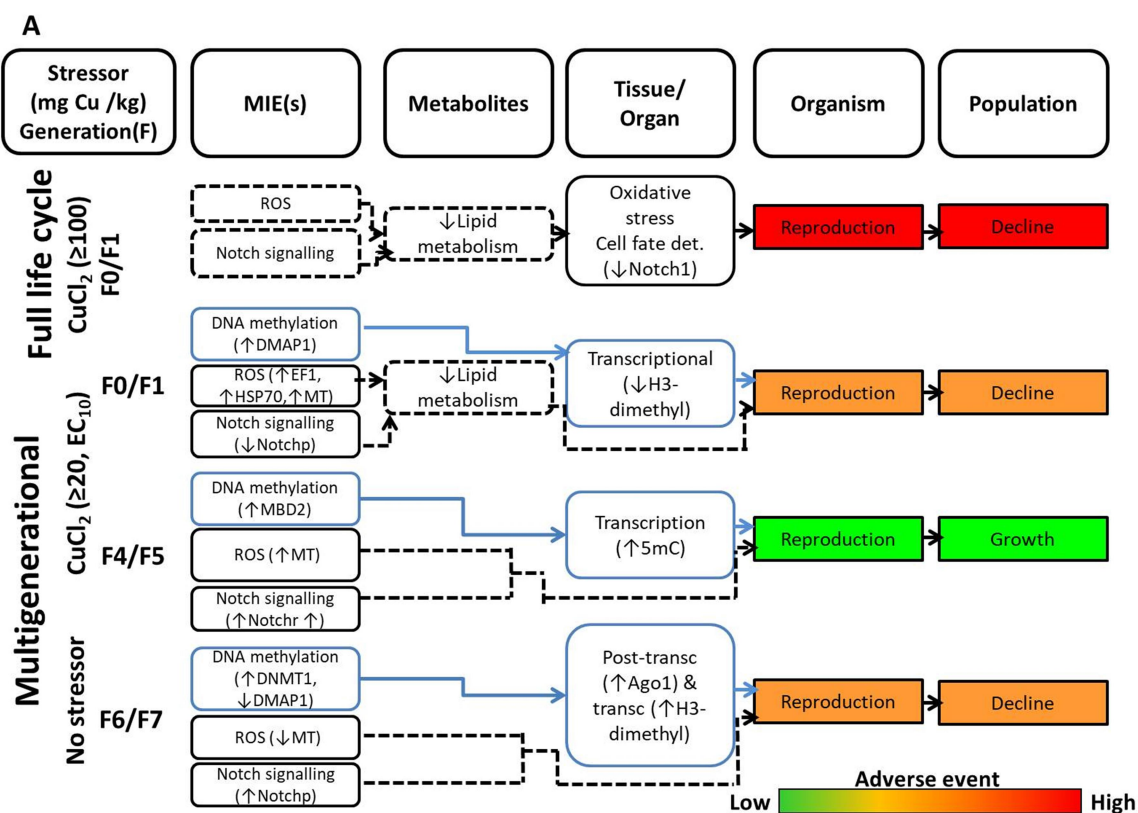 A
Stressor
(mg Cu /kg)
Generation(F)
MIE(s)
Metabolites
Tissue/
Organ
Organism
Population
Full life cycle
CuCl₂ (≥100)
F0/F1
ROS
Notch signalling
↓Lipid
metabolism
Oxidative
stress
Cell fate det.
(↓Notch1)
Reproduction
Decline
Multigenerational
CuCl₂ (≥20, EC₁₀)
F0/F1
DNA methylation
(↑DMAP1)
ROS (↑EF1,
↑HSP70,↑MT)
Notch signalling
(↓Notchp)
↓Lipid
metabolism
Transcriptional
(↓H3-
dimethyl)
Reproduction
Decline
F4/F5
DNA methylation
(↑MBD2)
ROS (↑MT)
Notch signalling
(↑Notchr ↑)
Transcription
(↑5mC)
Reproduction
Growth
No stressor
F6/F7
DNA methylation
(↑DNMT1,
↓DMAP1)
ROS (↓MT)
Notch signalling
(↑Notchp)
Post-transc
(↑Ago1) &
transc (↑H3-
dimethyl)
Reproduction
Decline
Adverse event
Low
High